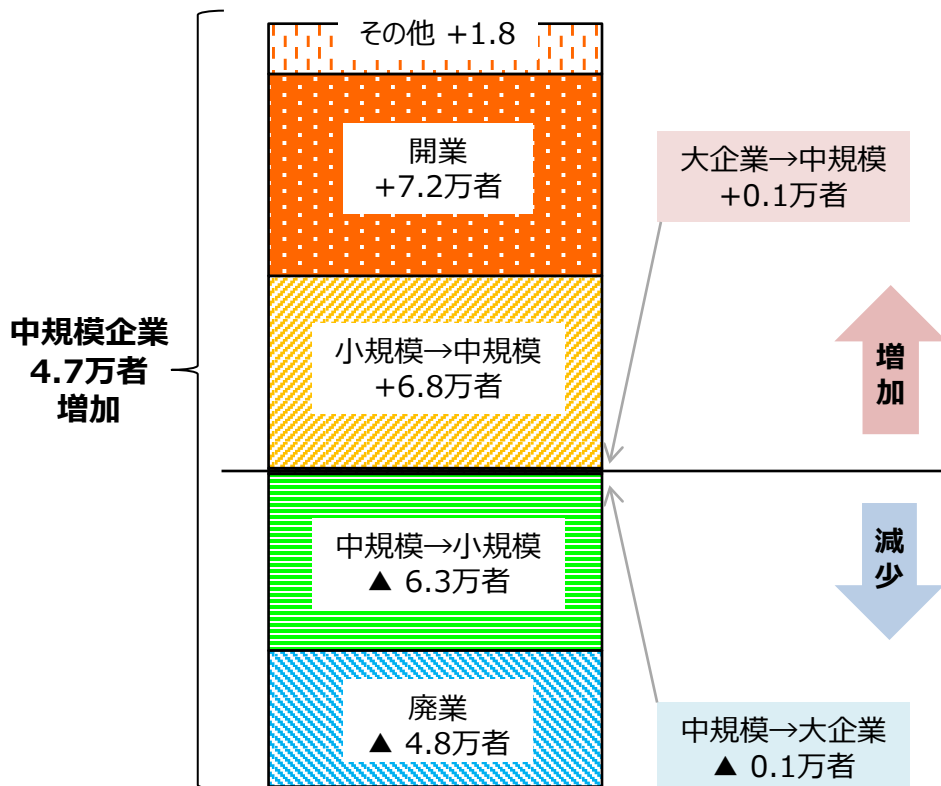 その他 +1.8
開業
+7.2万者
大企業→中規模
+0.1万者
小規模→中規模
+6.8万者
中規模企業
4.7万者
増加
増
加
中規模→小規模
▲ 6.3万者
減
少
廃業
▲ 4.8万者
中規模→大企業
▲ 0.1万者